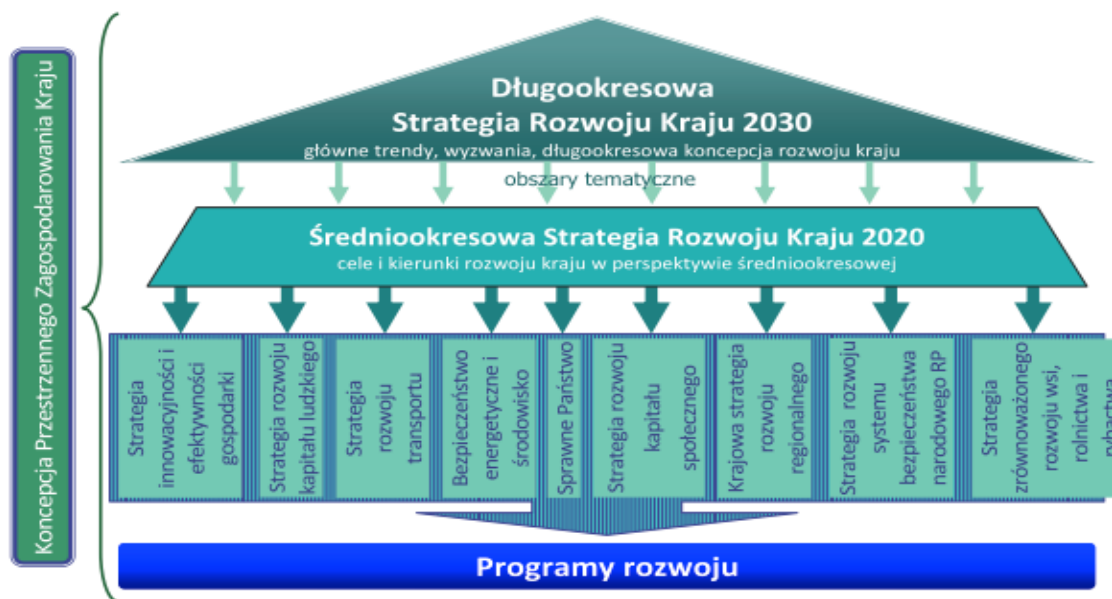 Koncepcja Przestrzennego Zagospodarowania Kraju
Długookresowa
Strategia Rozwoju Kraju 2030
główne trendy, wyzwania, długookresowa koncepcja rozwoju kraju
obszary tematyczne
Średniookresowa Strategia Rozwoju Kraju 2020
cele i kierunki rozwoju kraju w perspektywie średniookresowej
Strategia
innowacyjności i
efektywności
gospodarki
Strategia rozwoju
kapitału ludzkiego
Strategia
rozwoju
transportu
Bezpieczeństwo
energetyczne i
środowisko
Sprawne Państwo
Strategia rozwoju
kapitału
społecznego
Krajowa strategia
rozwoju
regionalnego
Strategia rozwoju
systemu
bezpieczeństwa
narodowego RP
Strategia
zrównoważonego
rozwoju wsi,
rolnictwa i
Programy rozwoju